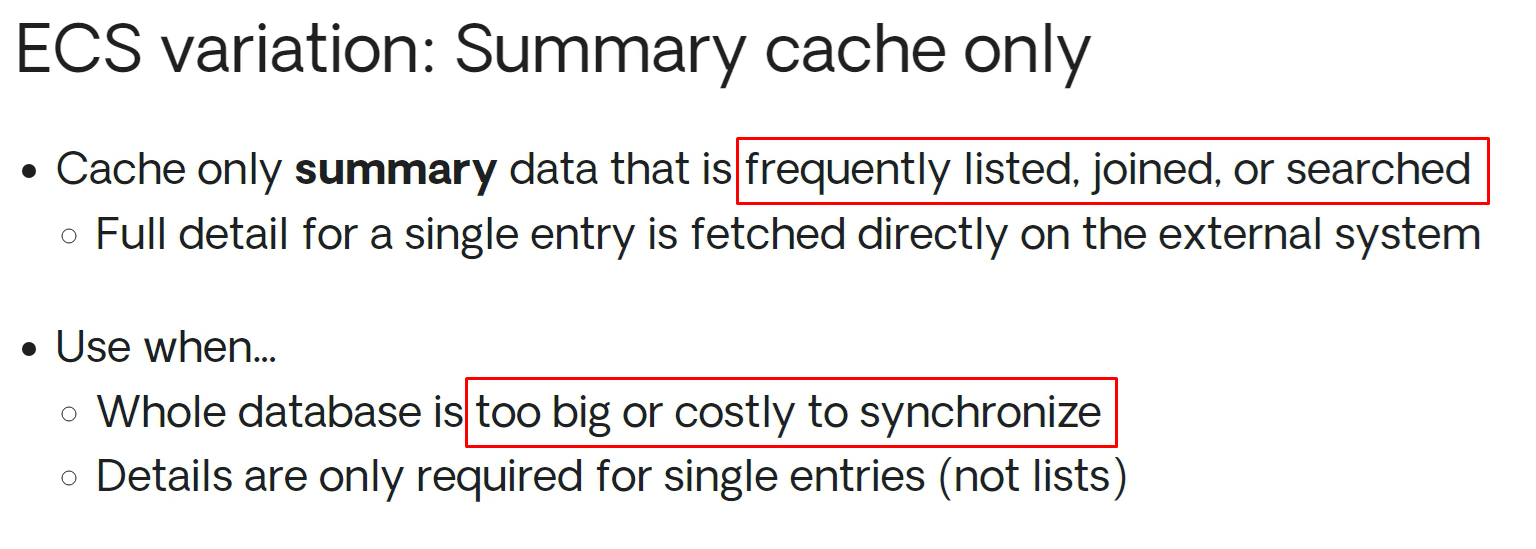 ECS variation: Summary cache only
• Cache only summary data that is frequently listed, joined, or searched
○ Full detail for a single entry is fetched directly on the external system
• Use when...
○ Whole database is too big or costly to synchronize
○ Details are only required for single entries (not lists)